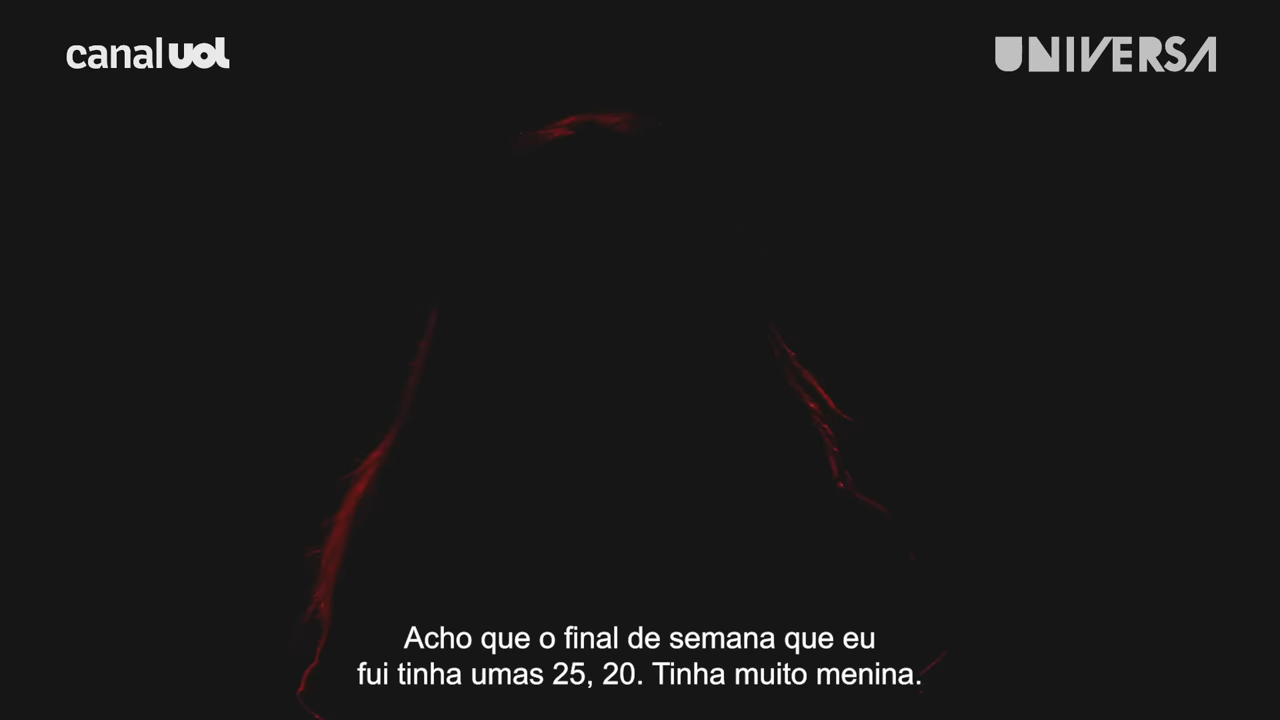 canal uol
UNIVERSA
Acho que o final de semana que eu
fui tinha umas 25, 20. Tinha muito menina.